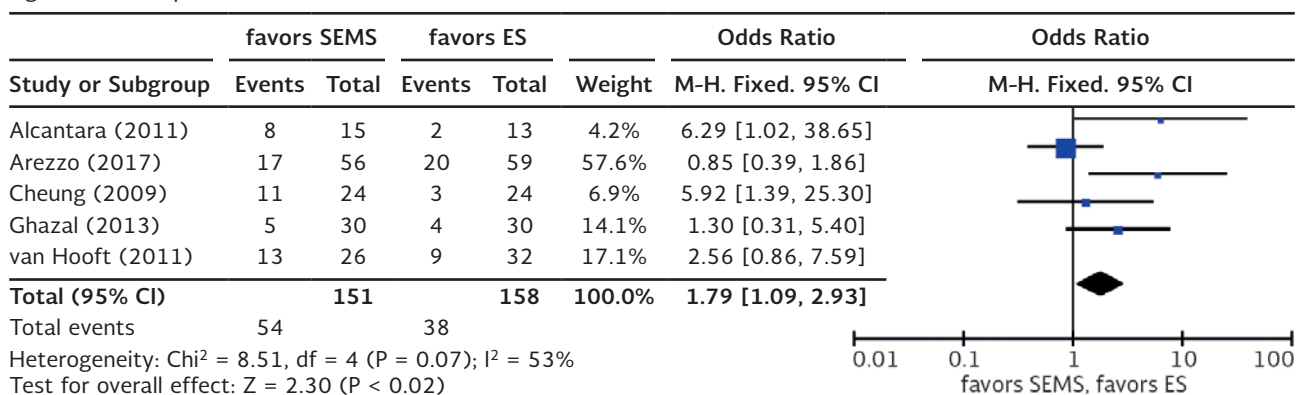 favors SEMS favors ES Odds Ratio Odds Ratio
Study or Subgroup Events Total Events Total Weight M-H. Fixed. 95% CI M-H. Fixed. 95% CI
Alcantara (2011) 8 15 2 13 4.2% 6.29 [1.02, 38.65]
Arezzo (2017) 17 56 20 59 57.6% 0.85 [0.39, 1.86]
Cheung (2009) 11 24 3 24 6.9% 5.92 [1.39, 25.30]
Ghazal (2013) 5 30 4 30 14.1% 1.30 [0.31, 5.40]
van Hooft (2011) 13 26 9 32 17.1% 2.56 [0.86, 7.59]
Total (95% CI) 151 158 100.0% 1.79 [1.09, 2.93]
Total events 54 38
Heterogeneity: Chi² = 8.51, df = 4 (P = 0.07); I² = 53%
Test for overall effect: Z = 2.30 (P < 0.02)
0.01 0.1 1 10 100
favors SEMS, favors ES